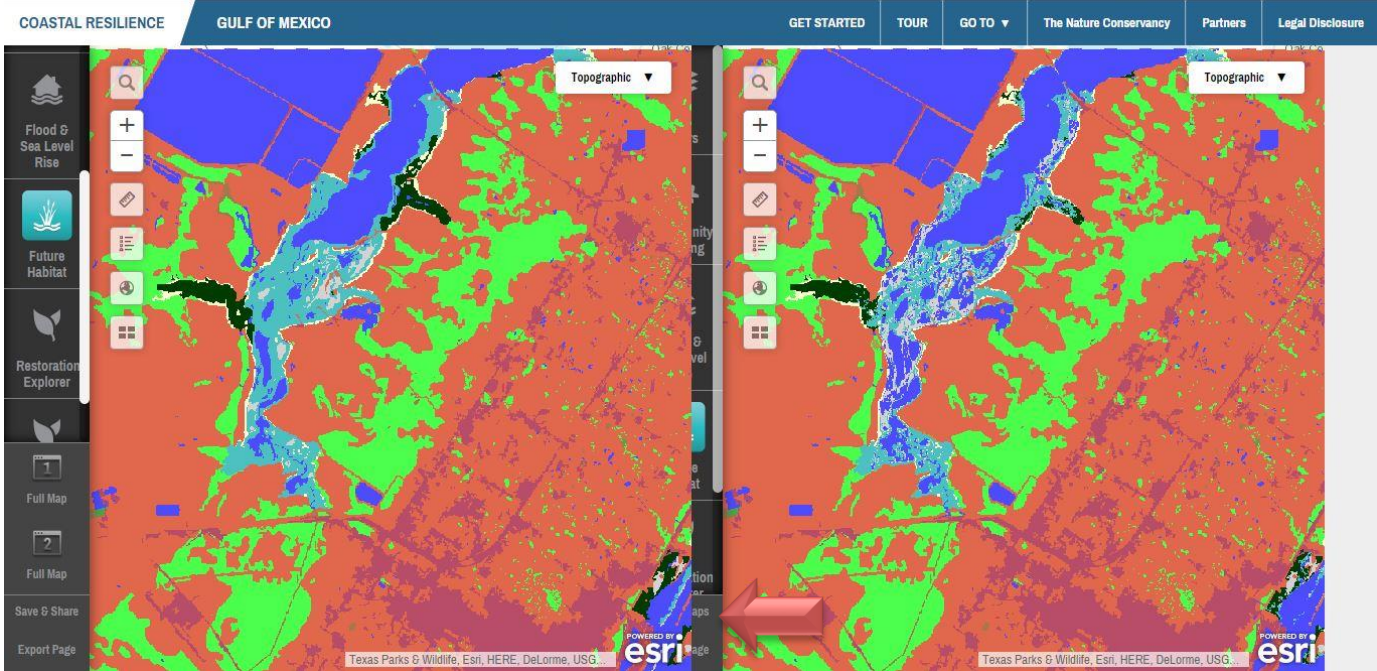 COASTAL RESILIENCE
GULF OF MEXICO
GET STARTED
TOUR
GO TO ▼
The Nature Conservancy
Partners
Legal Disclosure
Flood &
Sea Level
Rise
Future
Habitat
Restoration
Explorer
1
Full Map
2
Full Map
Save & Share
Export Page
+
−
Topographic ▼
Texas Parks & Wildlife, Esri, HERE, DeLorme, USG...
POWERED BY
esri
+
−
Topographic ▼
Texas Parks & Wildlife, Esri, HERE, DeLorme, USG...
POWERED BY
esri